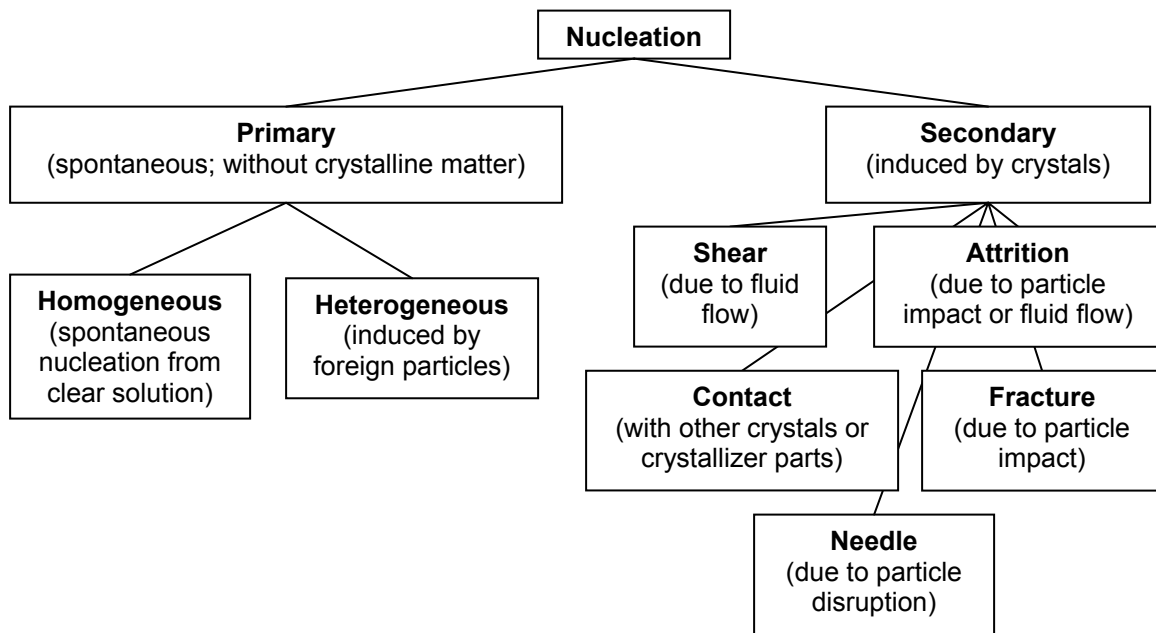 Nucleation
Primary
(spontaneous; without crystalline matter)
Secondary
(induced by crystals)
Homogeneous
(spontaneous
nucleation from
clear solution)
Heterogeneous
(induced by
foreign particles)
Shear
(due to fluid
flow)
Attrition
(due to particle
impact or fluid flow)
Contact
(with other crystals or
crystallizer parts)
Fracture
(due to particle
impact)
Needle
(due to particle
disruption)